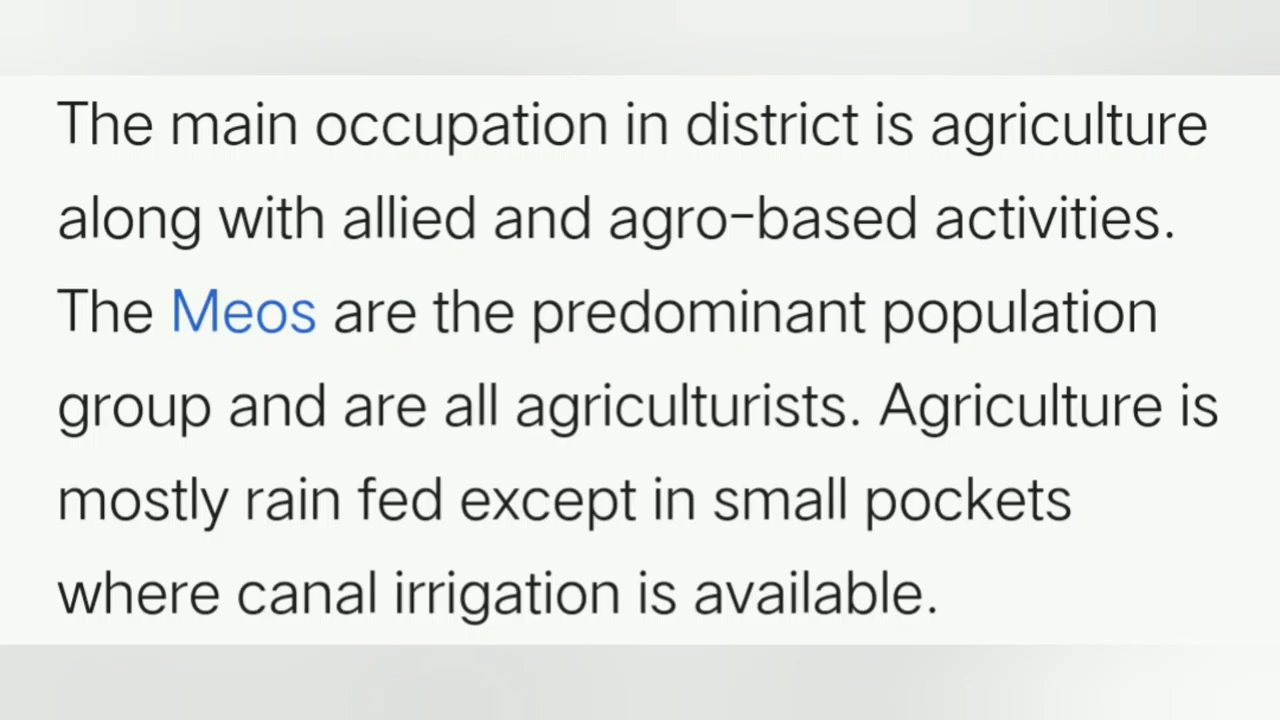 The main occupation in district is agriculture
along with allied and agro-based activities.
The Meos are the predominant population
group and are all agriculturists. Agriculture is
mostly rain fed except in small pockets
where canal irrigation is available.